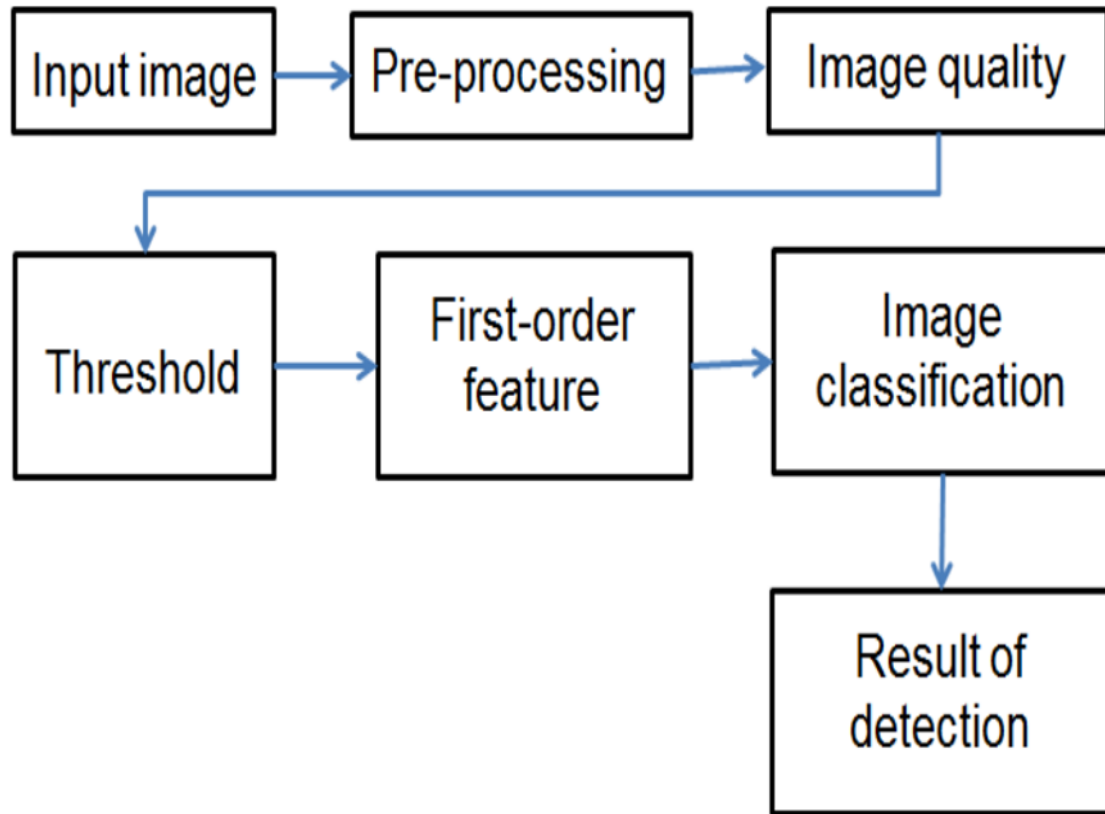 Input image
Pre-processing
Image quality
Threshold
First-order
feature
Image
classification
Result of
detection